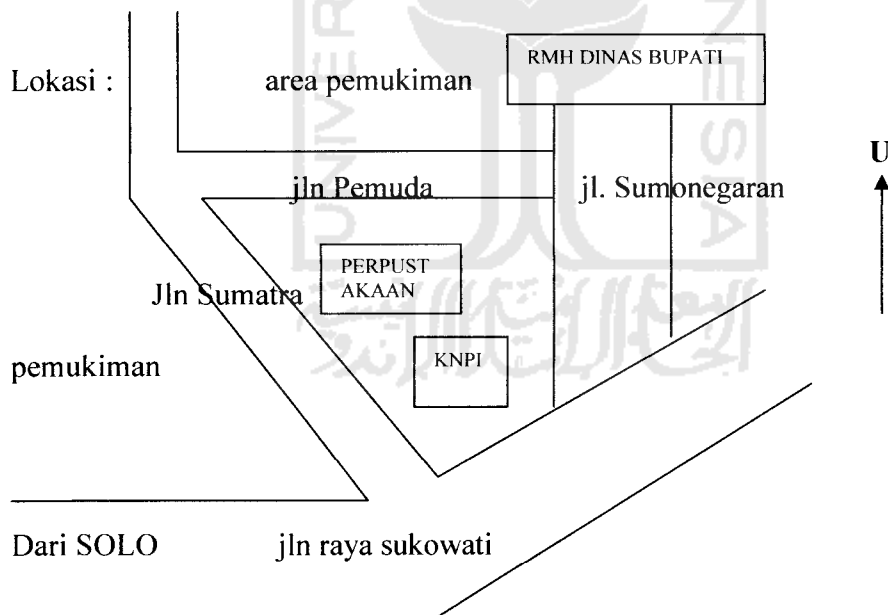 RMH DINAS BUPATI
Lokasi :
area pemukiman
U
jln Pemuda
jl. Sumonegaran
PERPUST
AKAAN
Jln Sumatra
KNPI
pemukiman
Dari SOLO
jln raya sukowati